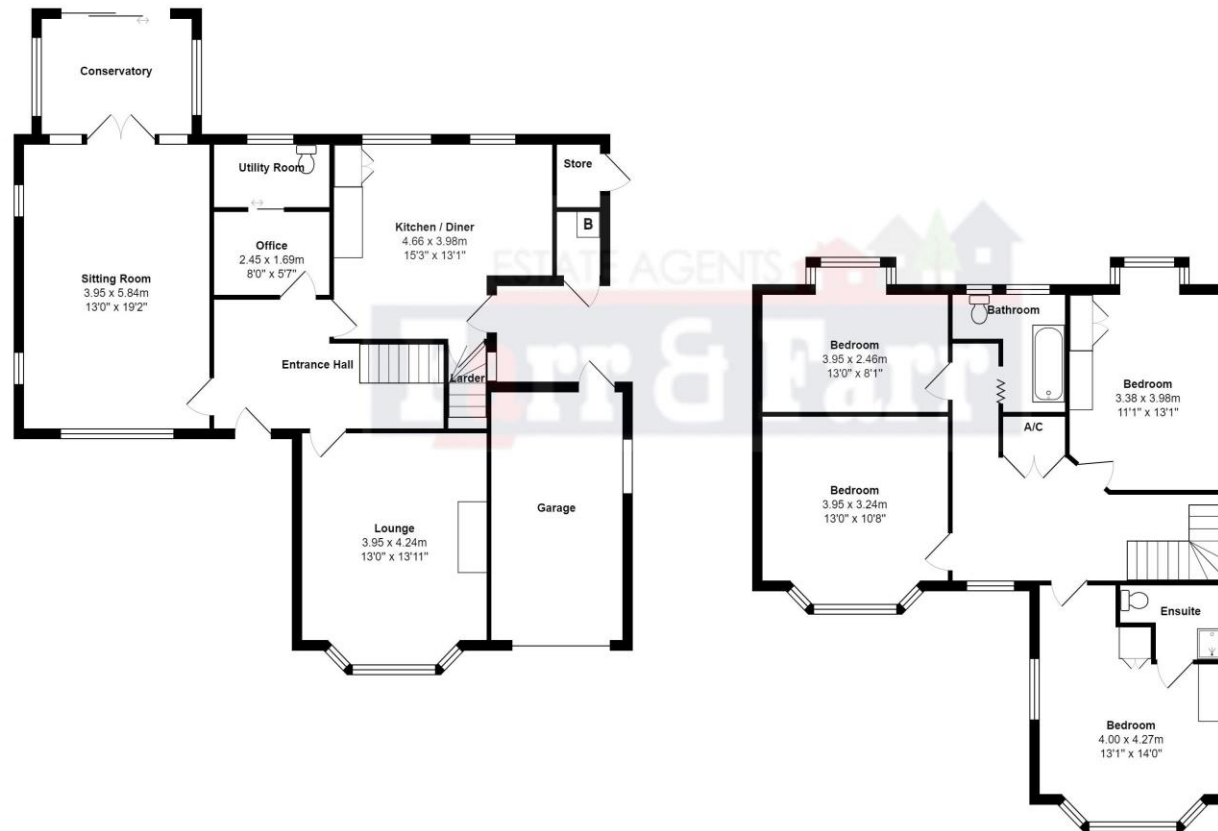 Conservatory
Utility Room
Store
Kitchen / Diner
4.66 x 3.98m
15'3" x 13'1"
B
Office
2.45 x 1.69m
8'0" x 5'7"
Sitting Room
3.95 x 5.84m
13'0" x 19'2"
Entrance Hall
Larder
Lounge
3.95 x 4.24m
13'0" x 13'11"
Garage
ESTATE AGENTS
Farr & Farr
Bathroom
Bedroom
3.95 x 2.46m
13'0" x 8'1"
Bedroom
3.38 x 3.98m
11'1" x 13'1"
A/C
Bedroom
3.95 x 3.24m
13'0" x 10'8"
Ensuite
Bedroom
4.00 x 4.27m
13'1" x 14'0"